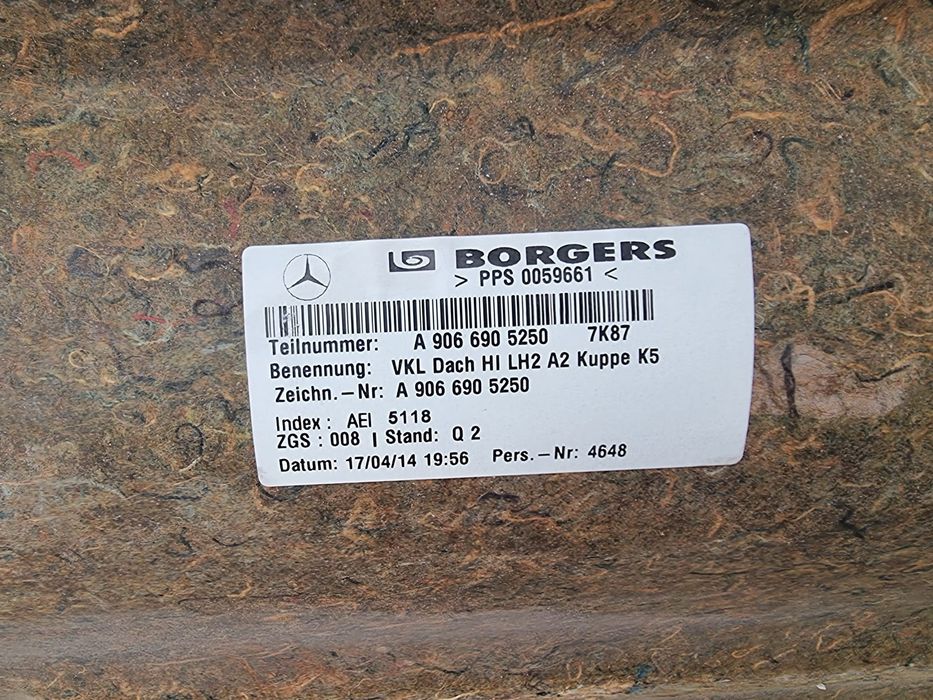 BORGERS
> PPS 0059661 <
Teilnummer: A 906 690 5250 7K87
Benennung: VKL Dach HI LH2 A2 Kuppe K5
Zeichn.-Nr: A 906 690 5250
Index: AEI 5118
ZGS: 008 | Stand: Q 2
Datum: 17/04/14 19:56 Pers.-Nr: 4648